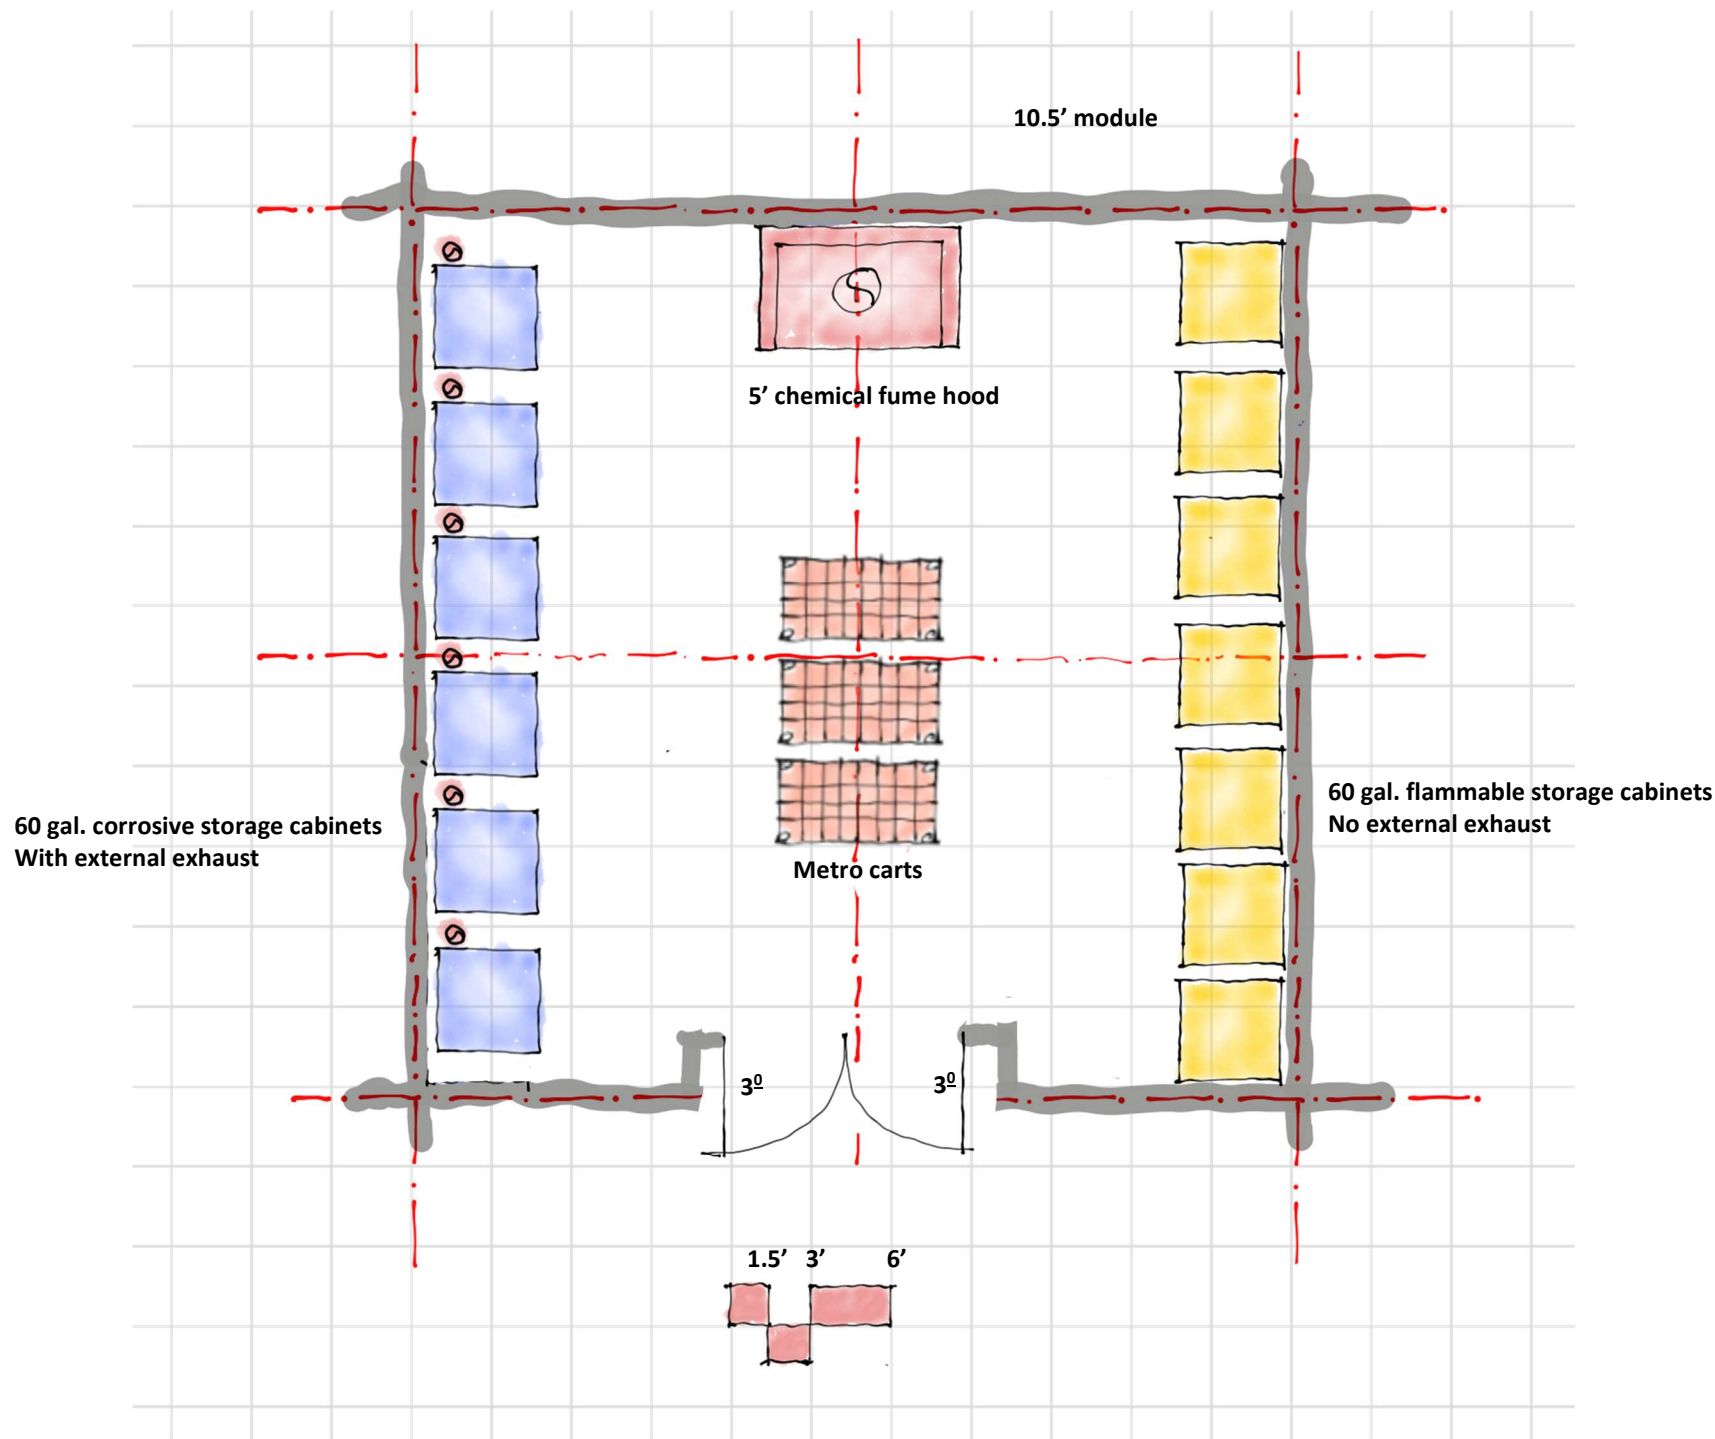 10.5’ module
5’ chemical fume hood
60 gal. flammable storage cabinets
No external exhaust
60 gal. corrosive storage cabinets
With external exhaust
Metro carts
3⁰
3⁰
1.5’ 3’ 6’